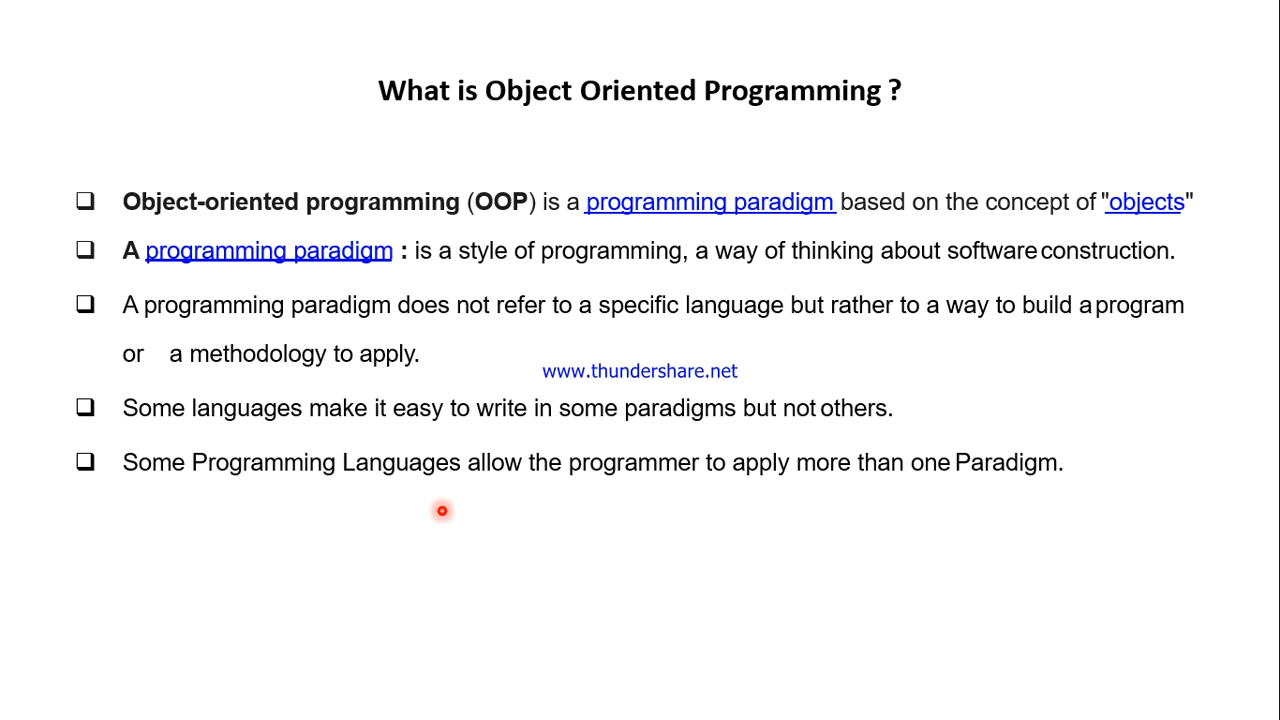 What is Object Oriented Programming ?
❑ Object-oriented programming (OOP) is a programming paradigm based on the concept of "objects"
❑ A programming paradigm : is a style of programming, a way of thinking about software construction.
❑ A programming paradigm does not refer to a specific language but rather to a way to build a program
or a methodology to apply.
www.thundershare.net
❑ Some languages make it easy to write in some paradigms but not others.
❑ Some Programming Languages allow the programmer to apply more than one Paradigm.